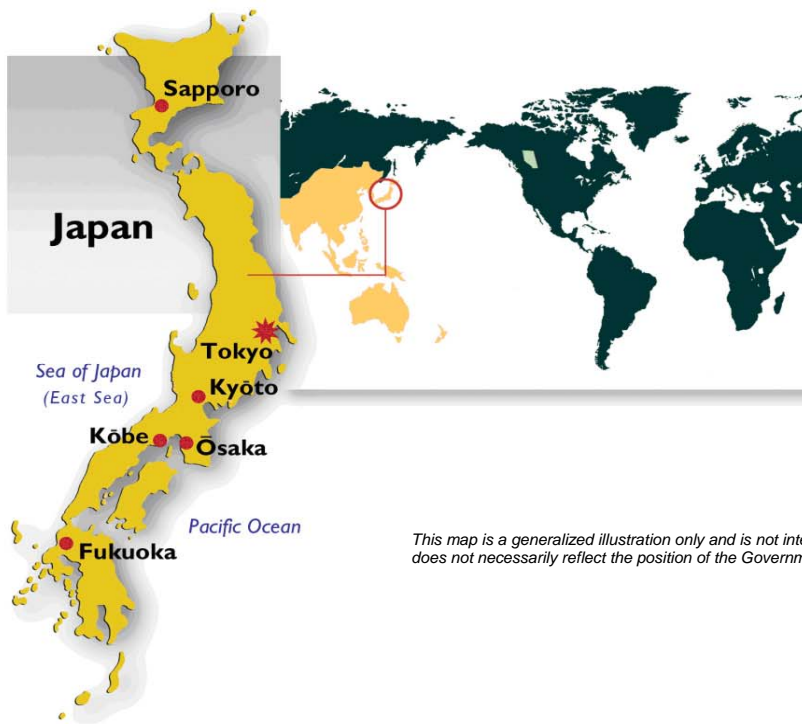 Sapporo
Japan
Tokyo
Sea of Japan
(East Sea)
Kyōto
Kōbe
Ōsaka
Pacific Ocean
Fukuoka
This map is a generalized illustration only and is not inte
does not necessarily reflect the position of the Governm